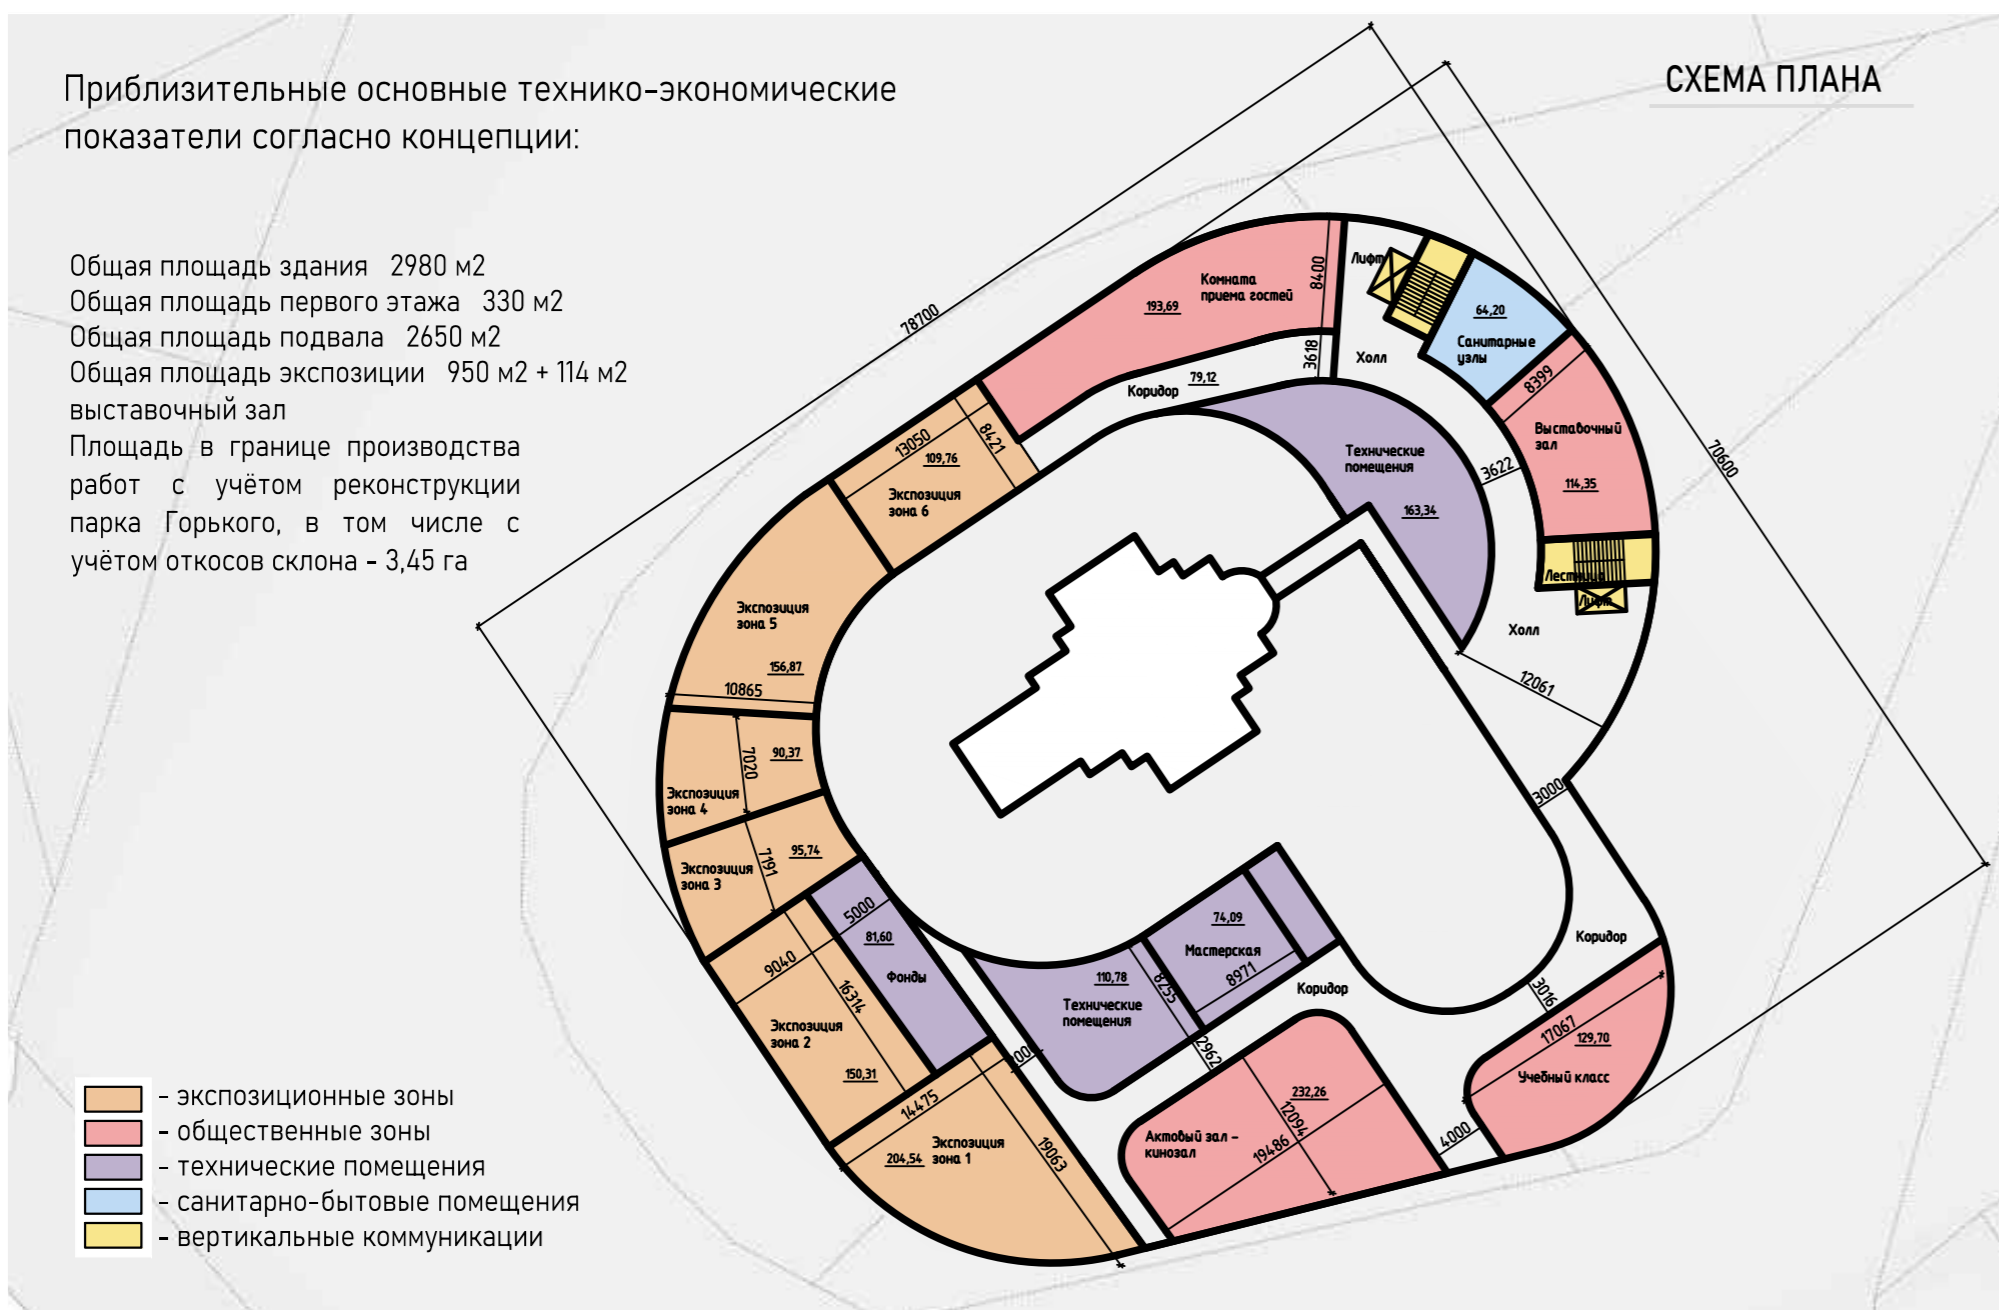 СХЕМА ПЛАНА
Приблизительные основные технико-экономические
показатели согласно концепции:
Общая площадь здания 2980 м2
Общая площадь первого этажа 330 м2
Общая площадь подвала 2650 м2
Общая площадь экспозиции 950 м2 + 114 м2
выставочный зал
Площадь в границе производства
работ с учётом реконструкции
парка Горького, в том числе с
учётом откосов склона - 3,45 га
78700
70600
Комната
приема гостей
193,69
8400
3618
Коридор
79,12
Лифт
Холл
64,20
Санитарные
узлы
8399
Выставочный
зал
114,35
3622
Технические
помещения
163,34
Лестница
Лифт
Холл
12061
3000
13050
8421
109,76
Экспозиция
зона 6
Экспозиция
зона 5
156,87
10865
7020
90,37
Экспозиция
зона 4
7191
95,74
Экспозиция
зона 3
5000
81,60
Фонды
9040
16314
Экспозиция
зона 2
150,31
14475
Экспозиция
зона 1
204,54
19063
110,78
Технические
помещения
8255
74,09
Мастерская
8971
2962
Коридор
232,26
12094
19486
Актовый зал –
кинозал
4000
Коридор
3016
17067
129,70
Учебный класс
- экспозиционные зоны
- общественные зоны
- технические помещения
- санитарно-бытовые помещения
- вертикальные коммуникации